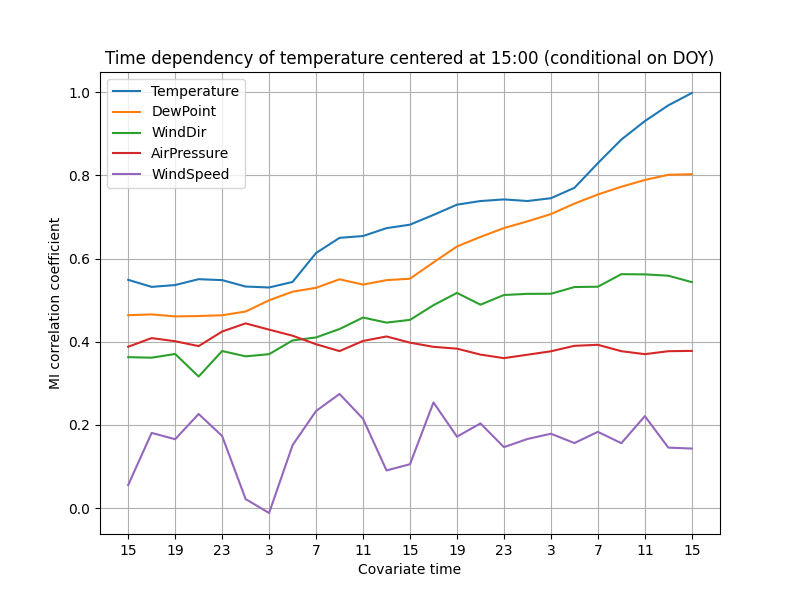 Time dependency of temperature centered at 15:00 (conditional on DOY)
Temperature
DewPoint
WindDir
AirPressure
WindSpeed
MI correlation coefficient
1.0
0.8
0.6
0.4
0.2
0.0
15 19 23 3 7 11 15 19 23 3 7 11 15
Covariate time